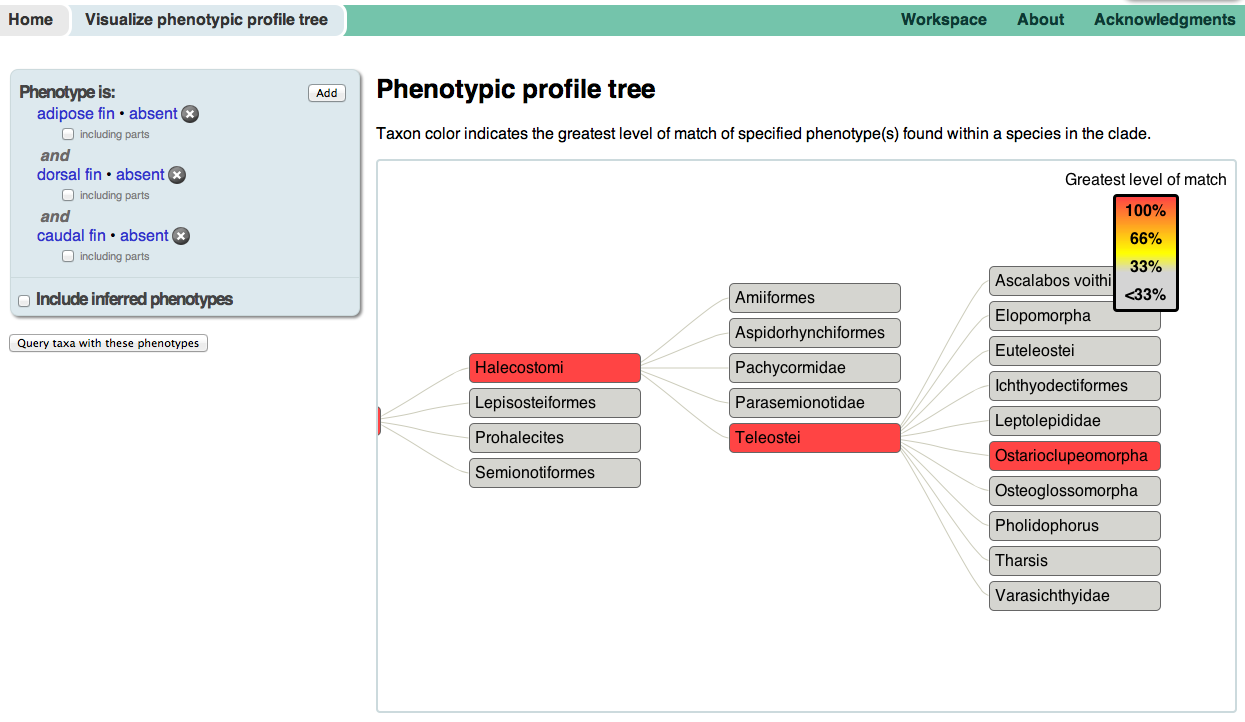 Home
Visualize phenotypic profile tree
Workspace
About
Acknowledgments
Phenotype is:
Add
adipose fin • absent
including parts
and
dorsal fin • absent
including parts
and
caudal fin • absent
including parts
Include inferred phenotypes
Query taxa with these phenotypes
Phenotypic profile tree
Taxon color indicates the greatest level of match of specified phenotype(s) found within a species in the clade.
Greatest level of match
100%
66%
33%
<33%
Halecostomi
Lepisosteiformes
Prohalecites
Semionotiformes
Amiiformes
Aspidorhynchiformes
Pachycormidae
Parasemionotidae
Teleostei
Ascalabos voithi
Elopomorpha
Euteleostei
Ichthyodectiformes
Leptolepididae
Ostarioclupeomorpha
Osteoglossomorpha
Pholidophorus
Tharsis
Varasichthyidae